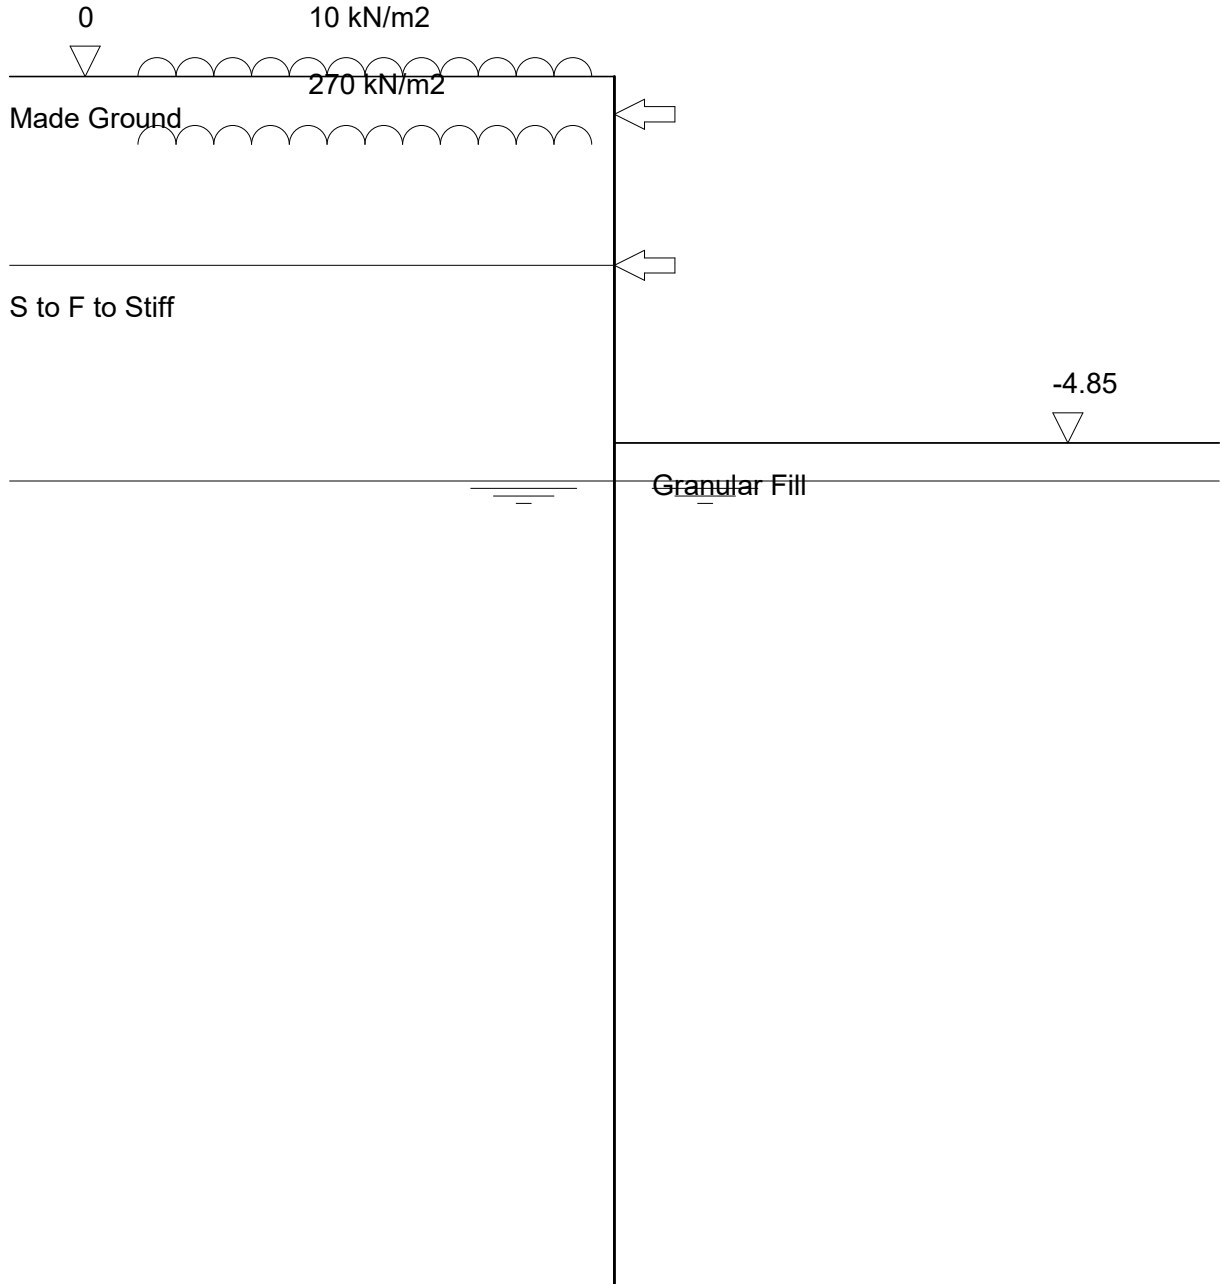 0
10 kN/m2
270 kN/m2
Made Ground
S to F to Stiff
-4.85
Granular Fill